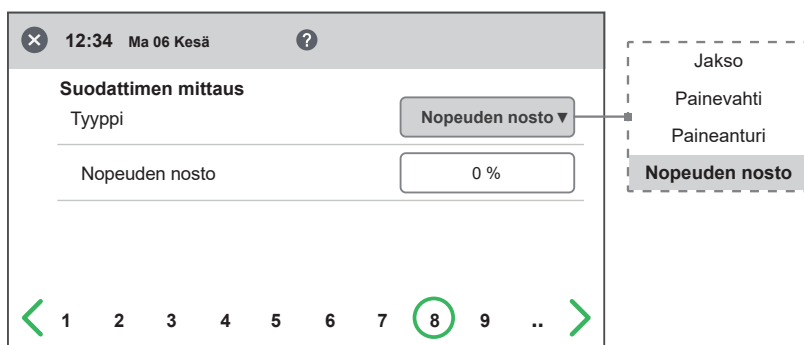 12:34 Ma 06 Kesä ?
Suodattimen mittaus
Tyyppi Nopeuden nosto ▼
Nopeuden nosto 0 %
1 2 3 4 5 6 7 8 9 ..
Jakso
Painevahti
Paineanturi
Nopeuden nosto